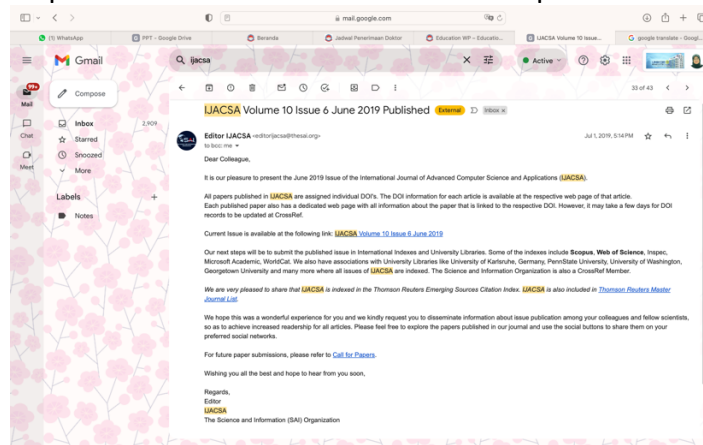 mail.google.com
(1) WhatsApp
PPT - Google Drive
Beranda
Jadwal Penerimaan Doktor
Education WP – Educatio...
IJACSA Volume 10 Issue...
google translate - Googl...
Gmail
ijacsa
Active
99+
Mail
Chat
Meet
Compose
Inbox 2,909
Starred
Snoozed
More
Labels
Notes
33 of 43
IJACSA Volume 10 Issue 6 June 2019 Published External Inbox x
Editor IJACSA <editorijacsa@thesai.org> Jul 1, 2019, 5:14 PM
to bcc: me
Dear Colleague,
It is our pleasure to present the June 2019 Issue of the International Journal of Advanced Computer Science and Applications (IJACSA).
All papers published in IJACSA are assigned individual DOI's. The DOI information for each article is available at the respective web page of that article.
Each published paper also has a dedicated web page with all information about the paper that is linked to the respective DOI. However, it may take a few days for DOI
records to be updated at CrossRef.
Current Issue is available at the following link: IJACSA Volume 10 Issue 6 June 2019
Our next steps will be to submit the published issue in International Indexes and University Libraries. Some of the indexes include Scopus, Web of Science, Inspec,
Microsoft Academic, WorldCat. We also have associations with University Libraries like University of Karlsruhe, Germany, PennState University, University of Washington,
Georgetown University and many more where all issues of IJACSA are indexed. The Science and Information Organization is also a CrossRef Member.
We are very pleased to share that IJACSA is indexed in the Thomson Reuters Emerging Sources Citation Index. IJACSA is also included in Thomson Reuters Master
Journal List.
We hope this was a wonderful experience for you and we kindly request you to disseminate information about issue publication among your colleagues and fellow scientists,
so as to achieve increased readership for all articles. Please feel free to explore the papers published in our journal and use the social buttons to share them on your
preferred social networks.
For future paper submissions, please refer to Call for Papers.
Wishing you all the best and hope to hear from you soon,
Regards,
Editor
IJACSA
The Science and Information (SAI) Organization